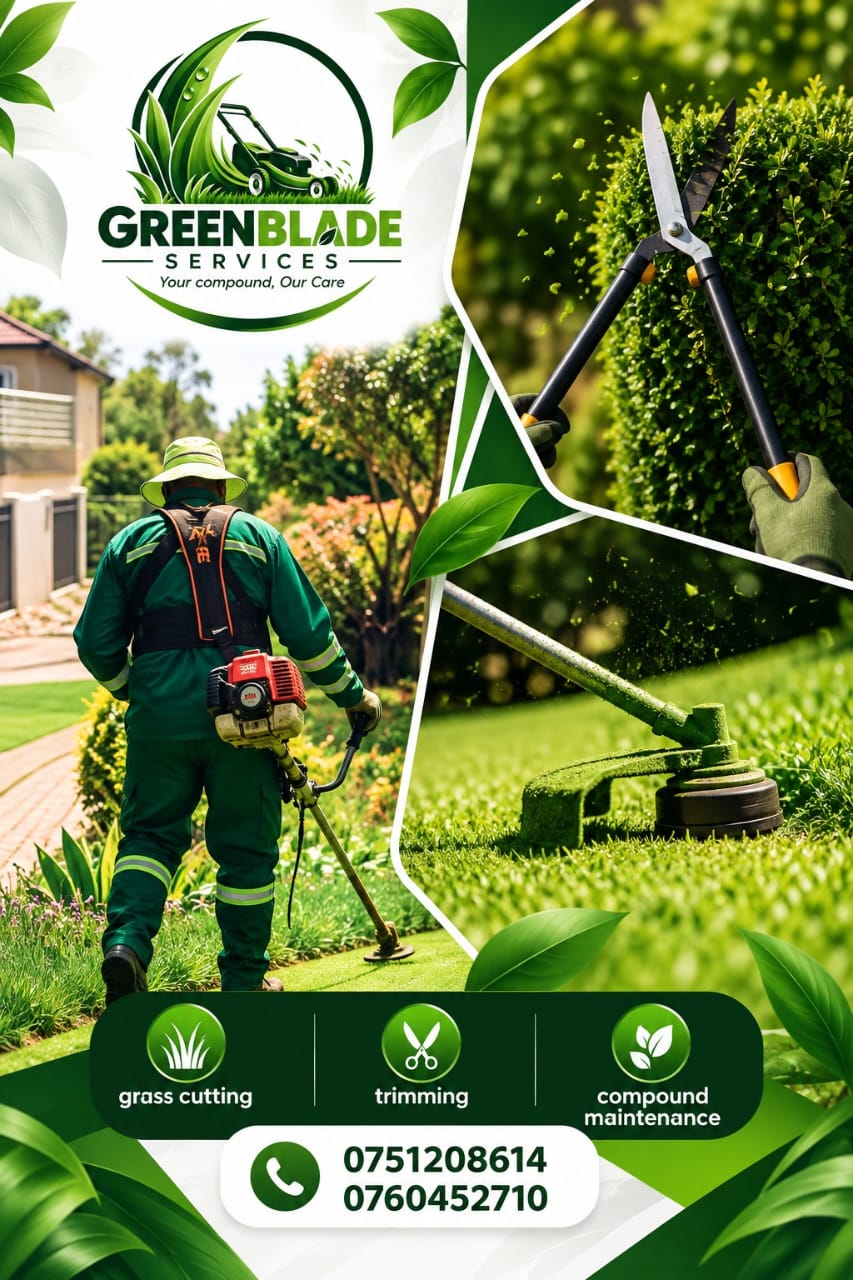 GREENBLADE
SERVICES
Your compound, Our Care
grass cutting
trimming
compound
maintenance
0751208614
0760452710